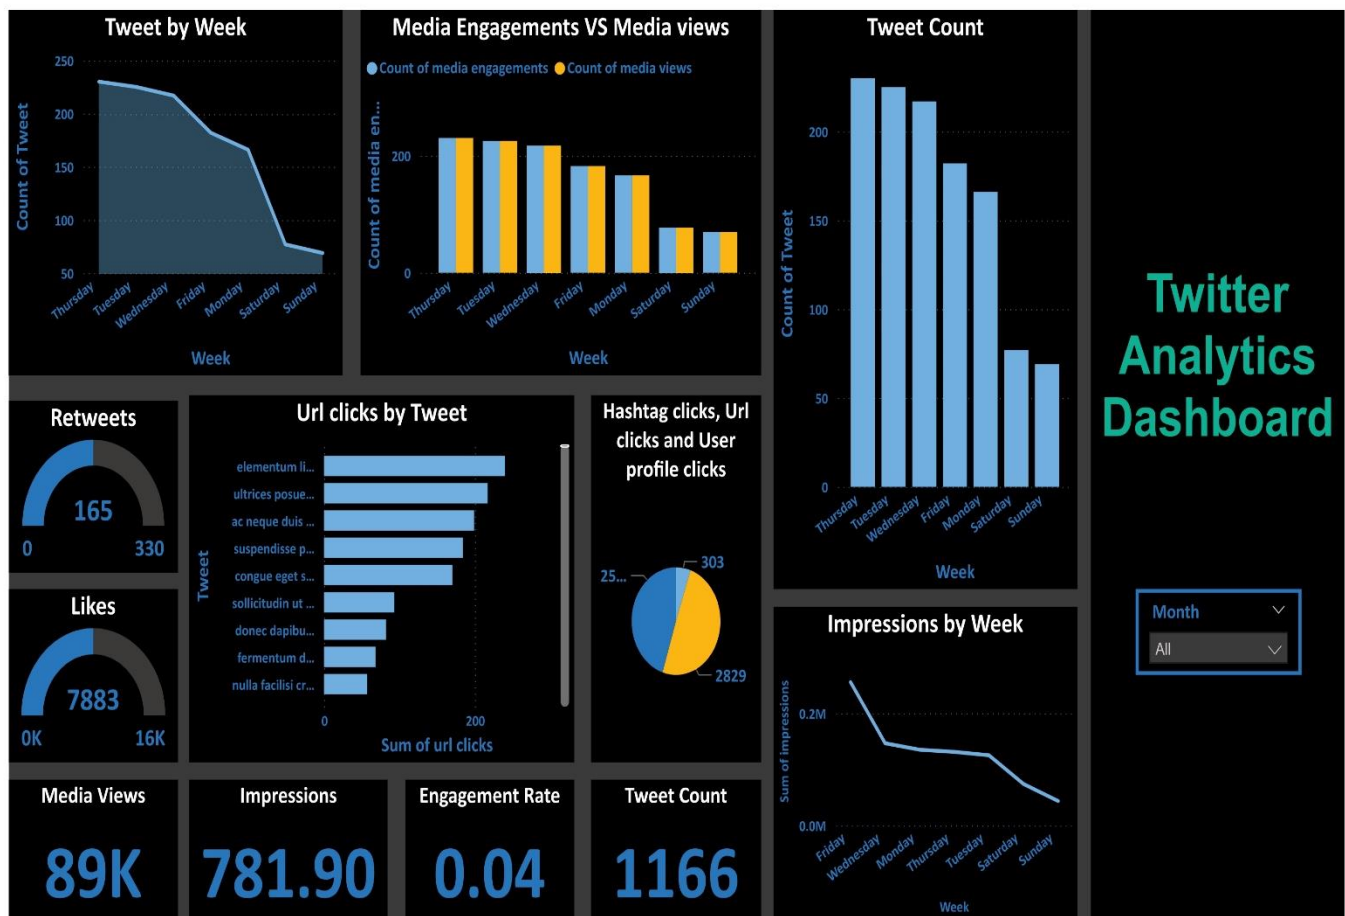 Tweet by Week
Count of Tweet
250
200
150
100
50
Thursday
Tuesday
Wednesday
Friday
Monday
Saturday
Sunday
Week
Media Engagements VS Media views
Count of media engagements
Count of media views
Count of media en...
200
0
Thursday
Tuesday
Wednesday
Friday
Monday
Saturday
Sunday
Week
Tweet Count
Count of Tweet
200
150
100
50
0
Thursday
Tuesday
Wednesday
Friday
Monday
Saturday
Sunday
Week
Twitter
Analytics
Dashboard
Month
All
Retweets
165
0
330
Likes
7883
0K
16K
Url clicks by Tweet
Tweet
elementum li...
ultrices posue...
ac neque duis ...
suspendisse p...
congue eget s...
sollicitudin ut ...
donec dapibu...
fermentum d...
nulla facilisi cr...
0
200
Sum of url clicks
Hashtag clicks, Url
clicks and User
profile clicks
303
25...
2829
Impressions by Week
Sum of impressions
0.2M
0.0M
Friday
Wednesday
Monday
Thursday
Tuesday
Saturday
Sunday
Week
Media Views
89K
Impressions
781.90
Engagement Rate
0.04
Tweet Count
1166